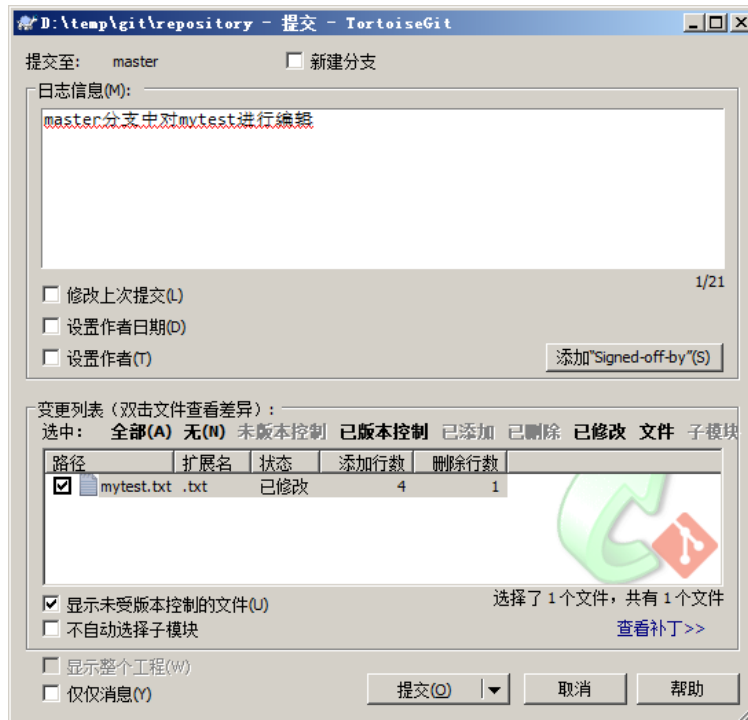 D:\temp\git\repository - 提交 - TortoiseGit
提交至: master 新建分支
日志信息(M):
master分支中对mytest进行编辑
1/21
修改上次提交(L)
设置作者日期(D)
设置作者(T) 添加"Signed-off-by"(S)
变更列表（双击文件查看差异）:
选中: 全部(A) 无(N) 未版本控制 已版本控制 已添加 已删除 已修改 文件 子模块
路径 扩展名 状态 添加行数 删除行数
mytest.txt .txt 已修改 4 1
显示未受版本控制的文件(U) 选择了1个文件，共有1个文件
不自动选择子模块 查看补丁>>
显示整个工程(W)
仅仅消息(Y) 提交(O) 取消 帮助